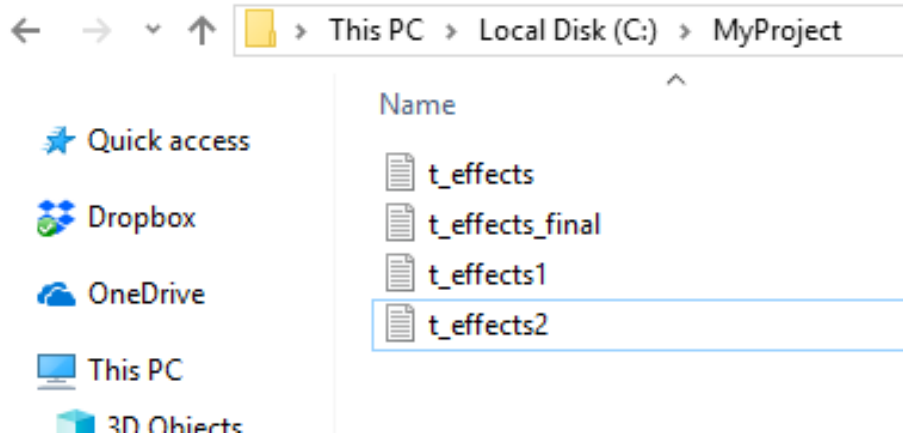 This PC > Local Disk (C:) > MyProject
Name
Quick access
Dropbox
OneDrive
This PC
3D Objects
t_effects
t_effects_final
t_effects1
t_effects2